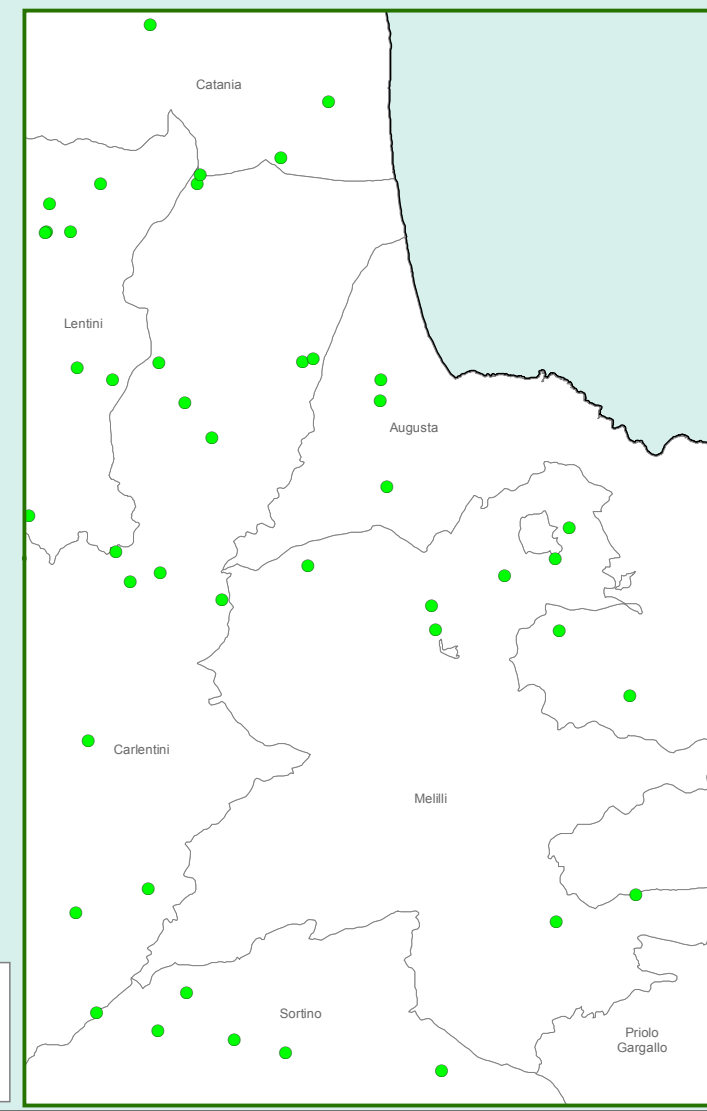 Catania
Lentini
Augusta
Carlentini
Melilli
Sortino
Priolo
Gargallo